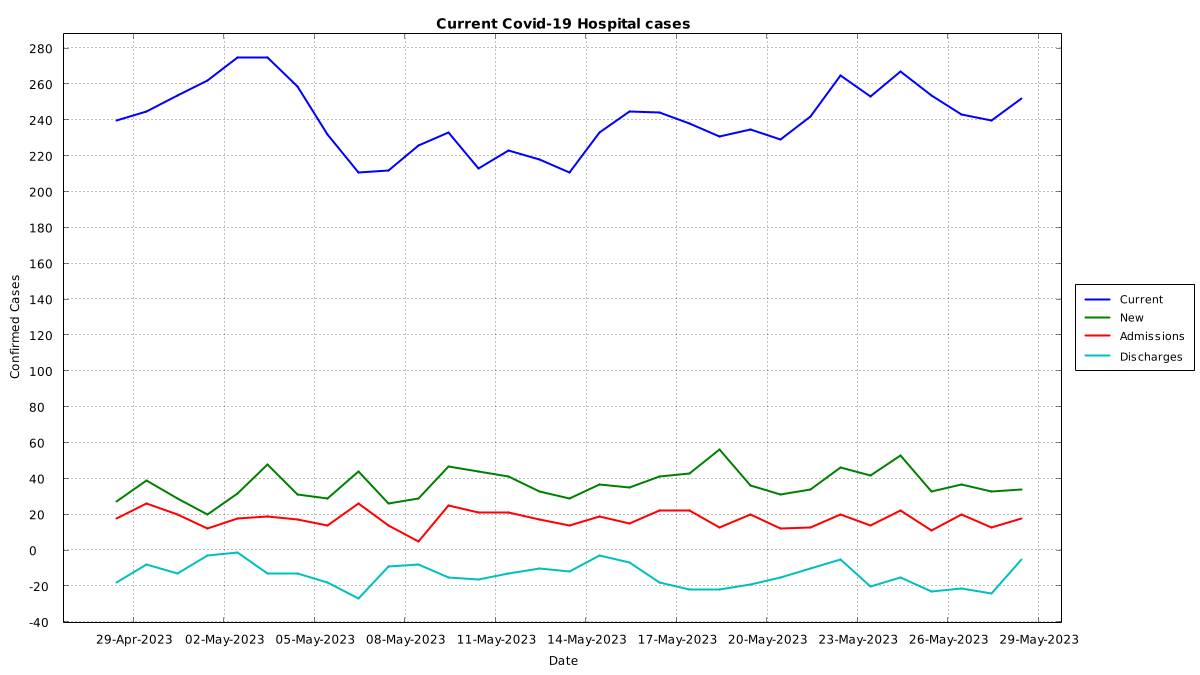 Current Covid-19 Hospital cases
280
260
240
220
200
180
160
140
120
100
80
60
40
20
0
-20
-40
Confirmed Cases
29-Apr-2023 02-May-2023 05-May-2023 08-May-2023 11-May-2023 14-May-2023 17-May-2023 20-May-2023 23-May-2023 26-May-2023 29-May-2023
Date
Current
New
Admissions
Discharges